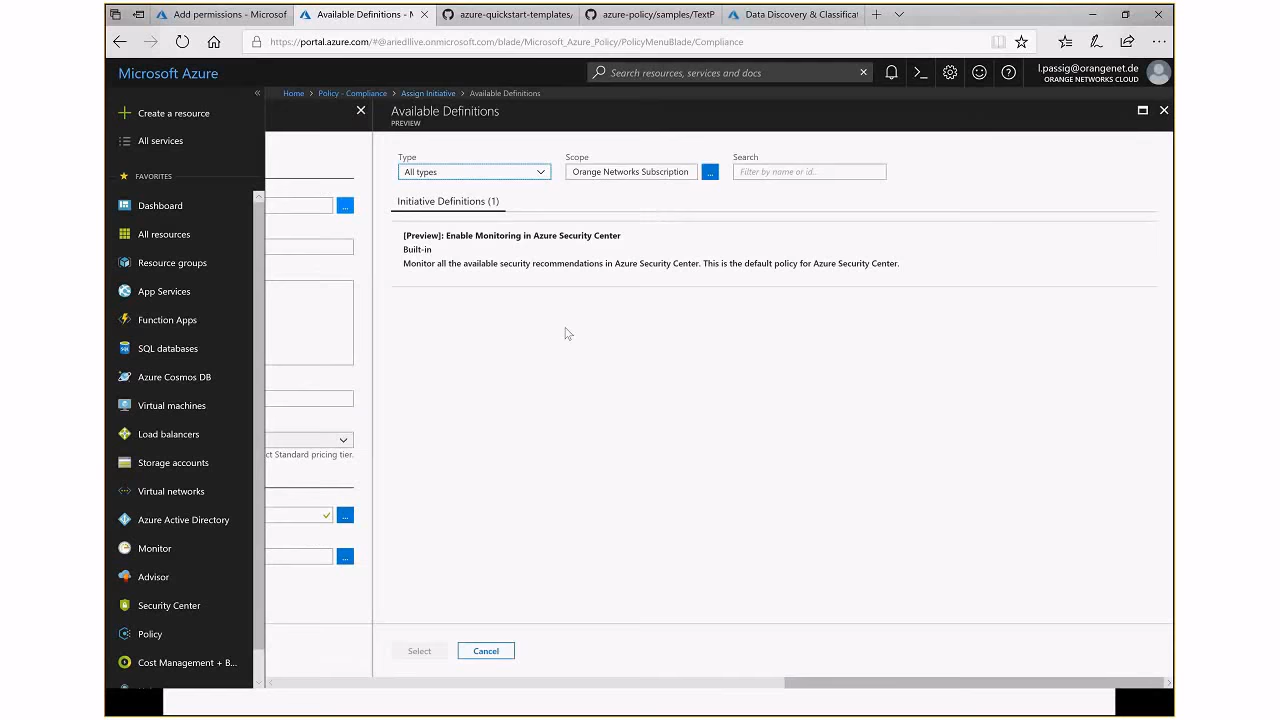 Add permissions - Microsof
Available Definitions - M
azure-quickstart-templates/
azure-policy/samples/TextP
Data Discovery & Classificat
https://portal.azure.com/#@ariedllive.onmicrosoft.com/blade/Microsoft_Azure_Policy/PolicyMenuBlade/Compliance
Microsoft Azure
Search resources, services and docs
l.passig@orangenet.de
ORANGE NETWORKS CLOUD
Home > Policy - Compliance > Assign Initiative > Available Definitions
Create a resource
All services
FAVORITES
Dashboard
All resources
Resource groups
App Services
Function Apps
SQL databases
Azure Cosmos DB
Virtual machines
Load balancers
Storage accounts
Virtual networks
Azure Active Directory
Monitor
Advisor
Security Center
Policy
Cost Management + B...
ct Standard pricing tier.
Available Definitions
PREVIEW
Type
All types
Scope
Orange Networks Subscription
...
Search
Filter by name or id...
Initiative Definitions (1)
[Preview]: Enable Monitoring in Azure Security Center
Built-in
Monitor all the available security recommendations in Azure Security Center. This is the default policy for Azure Security Center.
Select
Cancel